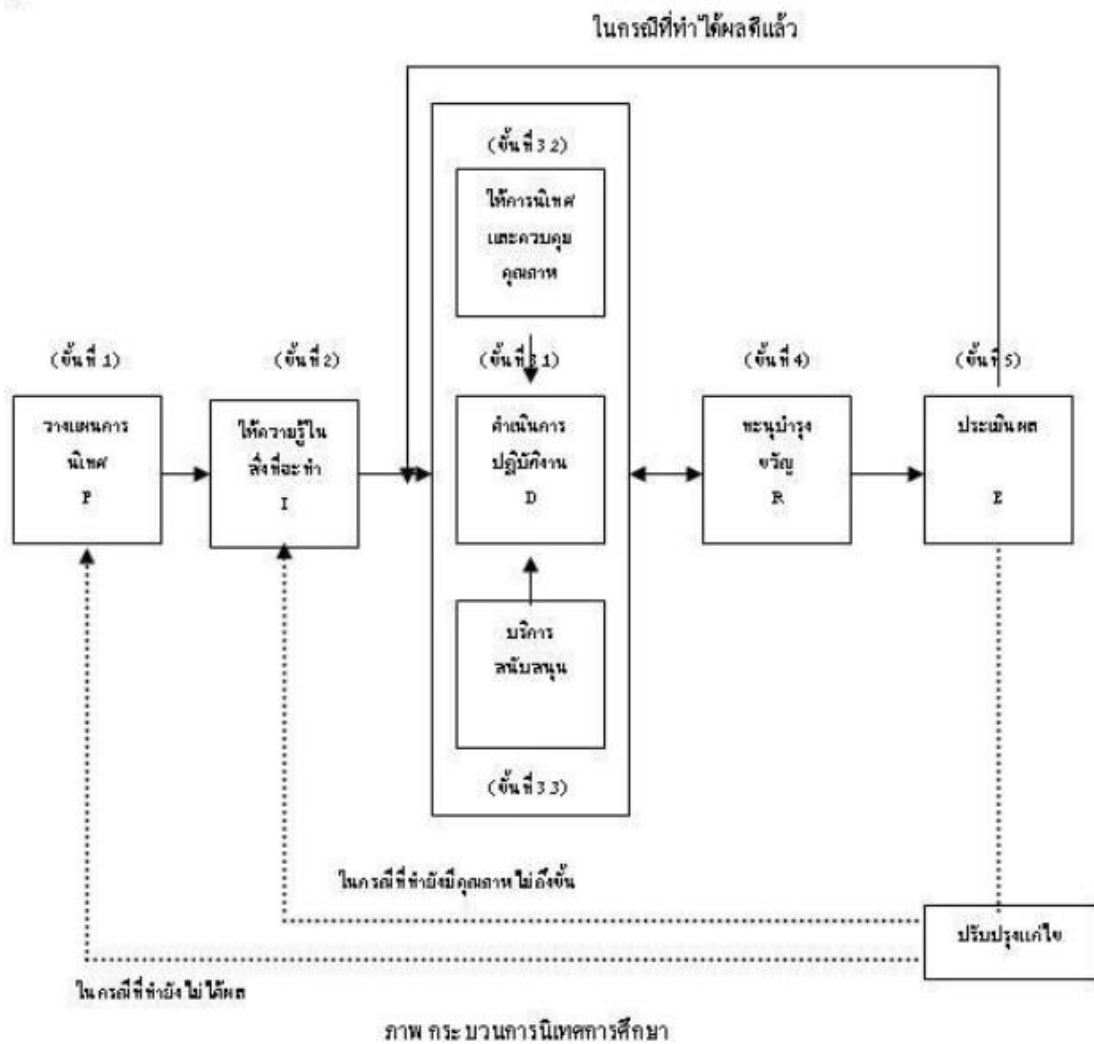 ในกรณีที่ทำได้ผลดีแล้ว
(ขั้นที่ 3.2)
ให้การนิเทศ
และควบคุม
คุณภาพ
(ขั้นที่ 1)
(ขั้นที่ 2)
(ขั้นที่ 3.1)
(ขั้นที่ 4)
(ขั้นที่ 5)
วางแผนการ
นิเทศ
P
ให้ความรู้ใน
สิ่งที่จะทำ
I
ดำเนินการ
ปฏิบัติงาน
D
ทะนุบำรุง
ขวัญ
R
ประเมินผล
E
บริการ
สนับสนุน
(ขั้นที่ 3.3)
ในกรณีที่ทำยังมีคุณภาพไม่ถึงขั้น
ปรับปรุงแก้ไข
ในกรณีที่ทำยังไม่ได้ผล
ภาพ กระบวนการนิเทศการศึกษา